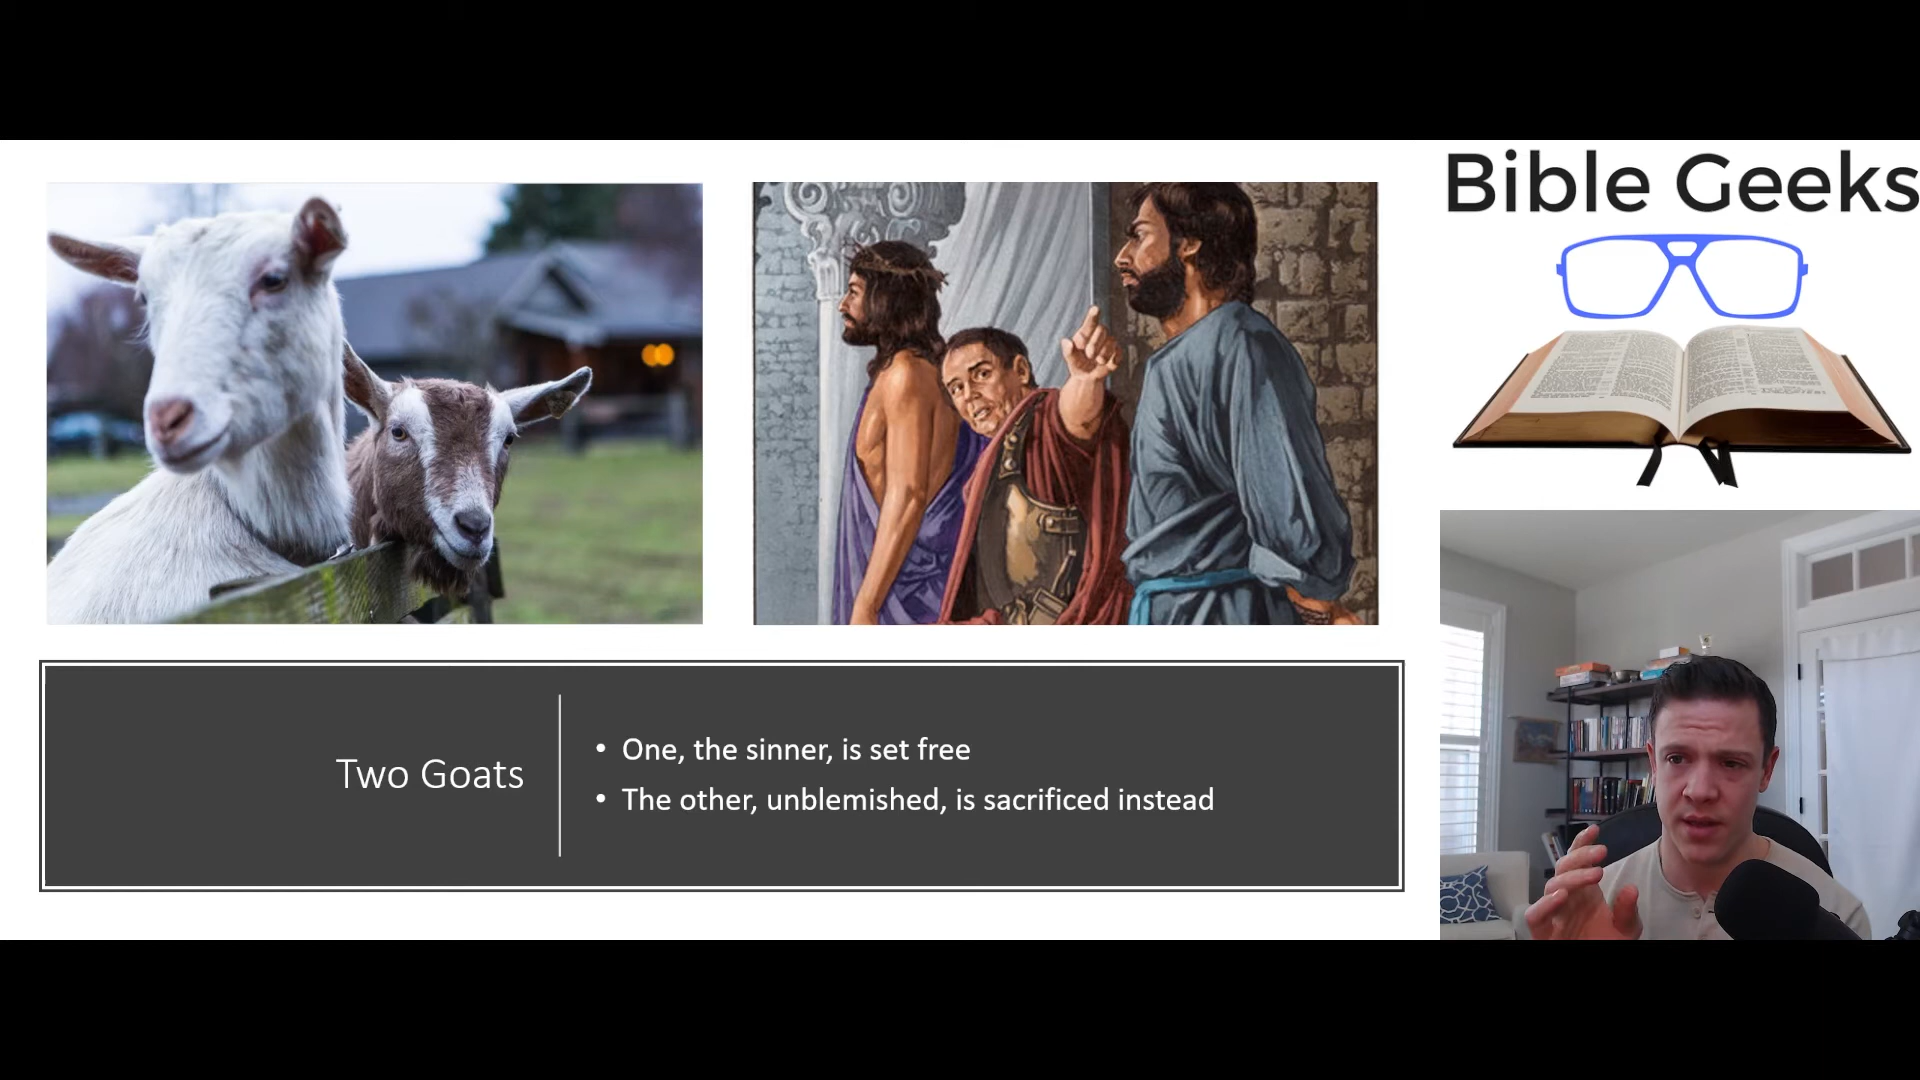 Bible Geeks
Two Goats
• One, the sinner, is set free
• The other, unblemished, is sacrificed instead